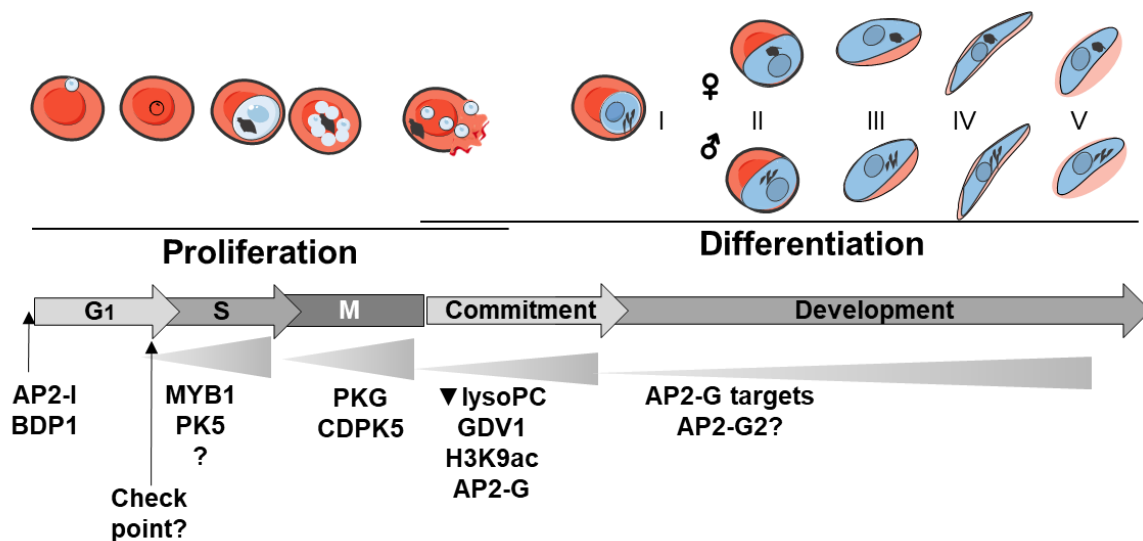 ♀
I II III IV V
♂
Proliferation Differentiation
G1 S M Commitment Development
AP2-I
BDP1
Check
point?
MYB1
PK5
?
PKG
CDPK5
▼lysoPC
GDV1
H3K9ac
AP2-G
AP2-G targets
AP2-G2?